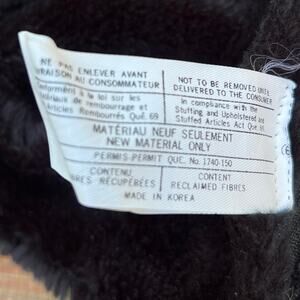 NE PAS ENLEVER AVANT
LIVRAISON AU CONSOMMATEUR
Conformément à la loi sur les
matériaux de rembourrage et
Articles Rembourrés Qué. 69
NOT TO BE REMOVED UNTIL
DELIVERED TO THE CONSUMER
In compliance with the
Stuffing and Upholstered and
Stuffed Articles Act Que. 69
MATÉRIAU NEUF SEULEMENT
NEW MATERIAL ONLY
PERMIS-PERMIT QUE. No. 1740-150
CONTENU
FIBRES RÉCUPÉRÉES
CONTENT
RECLAIMED FIBRES
MADE IN KOREA